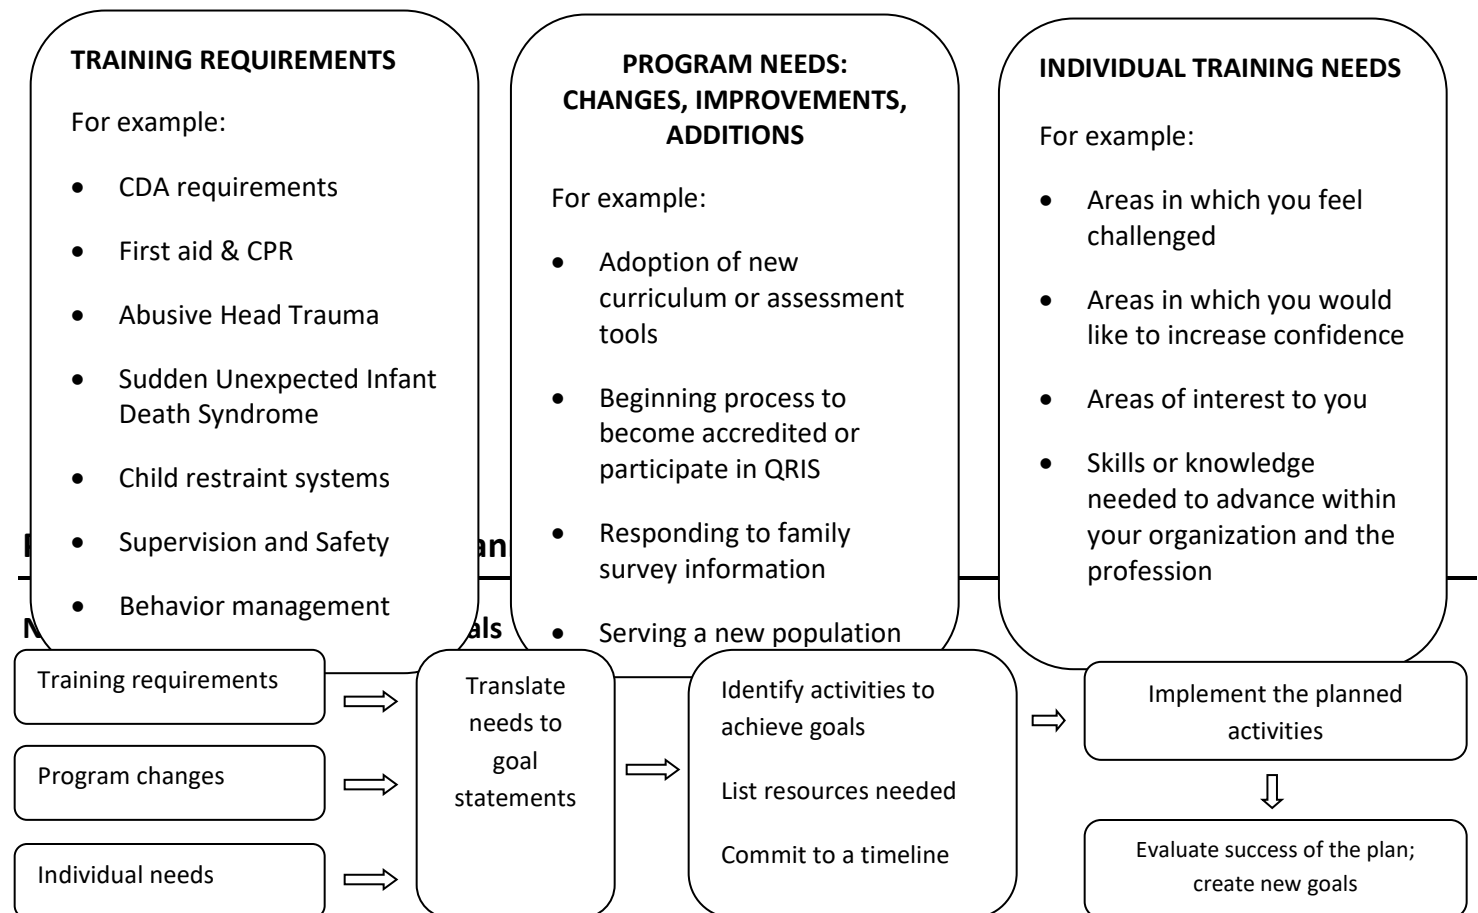 TRAINING REQUIREMENTS
For example:
• CDA requirements
• First aid & CPR
• Abusive Head Trauma
• Sudden Unexpected Infant
Death Syndrome
• Child restraint systems
• Supervision and Safety
• Behavior management
PROGRAM NEEDS:
CHANGES, IMPROVEMENTS,
ADDITIONS
For example:
• Adoption of new
curriculum or assessment
tools
• Beginning process to
become accredited or
participate in QRIS
• Responding to family
survey information
• Serving a new population
INDIVIDUAL TRAINING NEEDS
For example:
• Areas in which you feel
challenged
• Areas in which you would
like to increase confidence
• Areas of interest to you
• Skills or knowledge
needed to advance within
your organization and the
profession
Training requirements
Program changes
Individual needs
Translate
needs to
goal
statements
Identify activities to
achieve goals
List resources needed
Commit to a timeline
Implement the planned
activities
Evaluate success of the plan;
create new goals